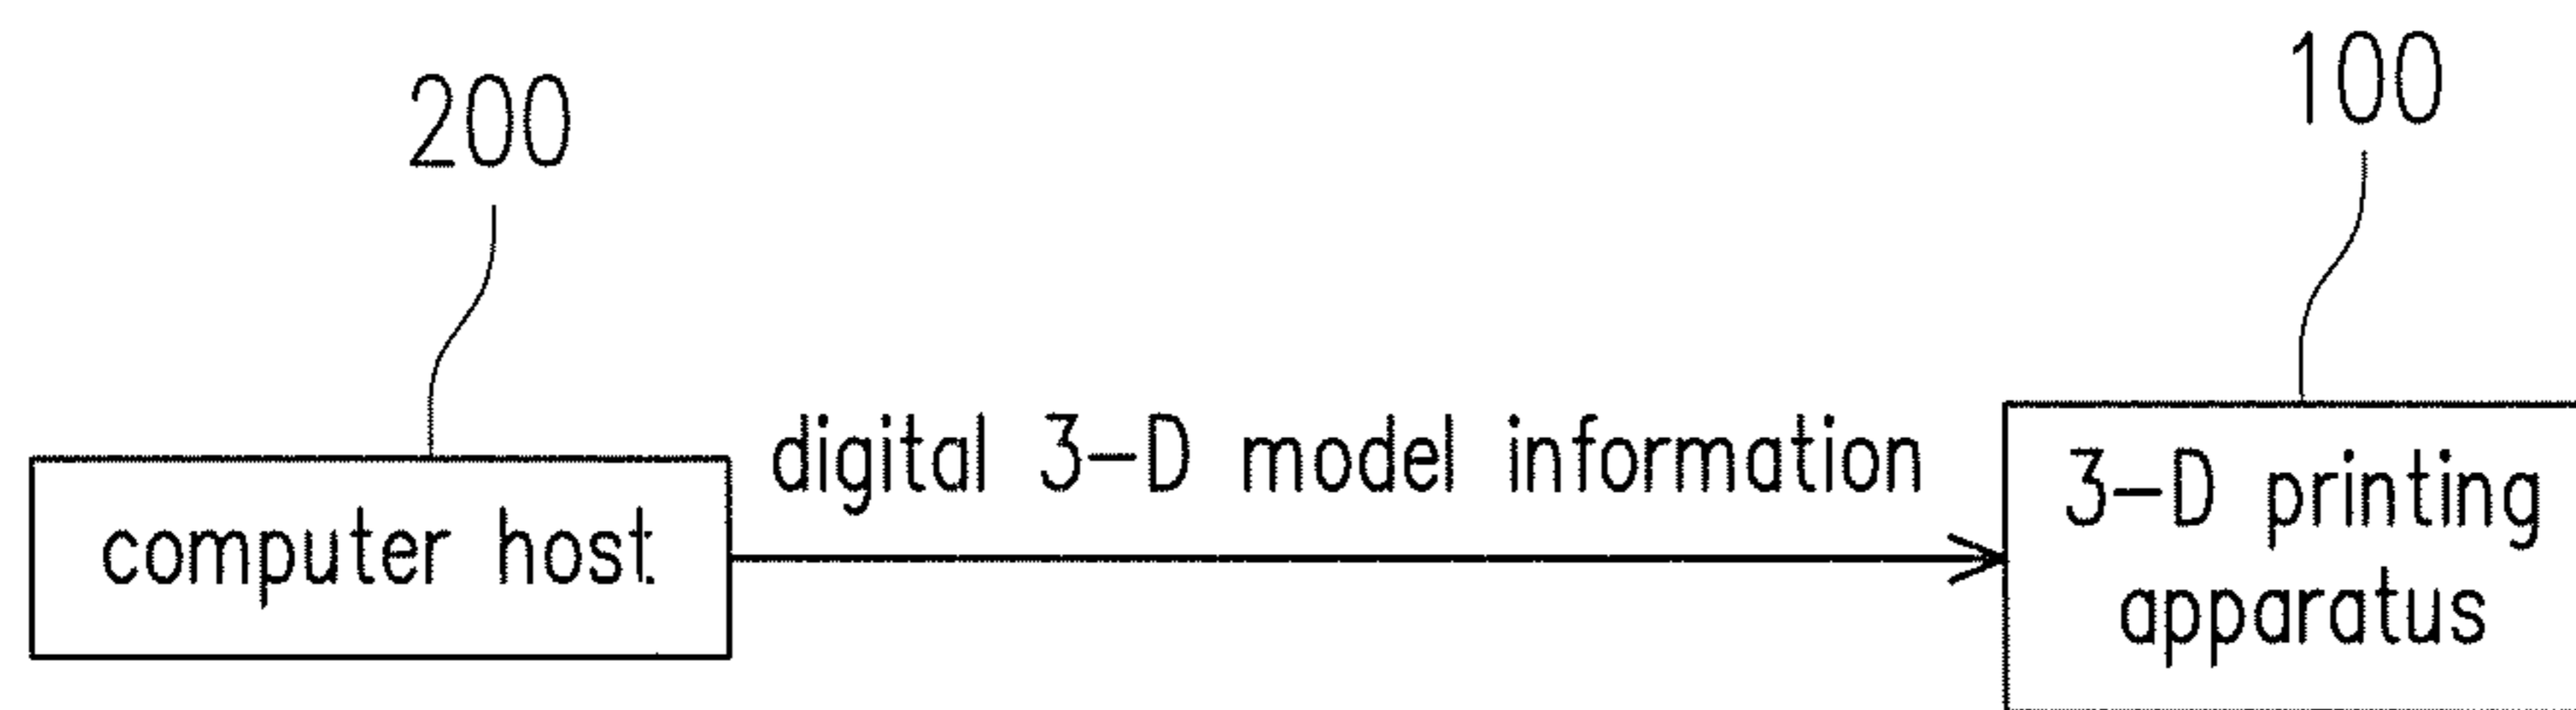 200
100
digital 3-D model information
computer host
3-D printing
apparatus